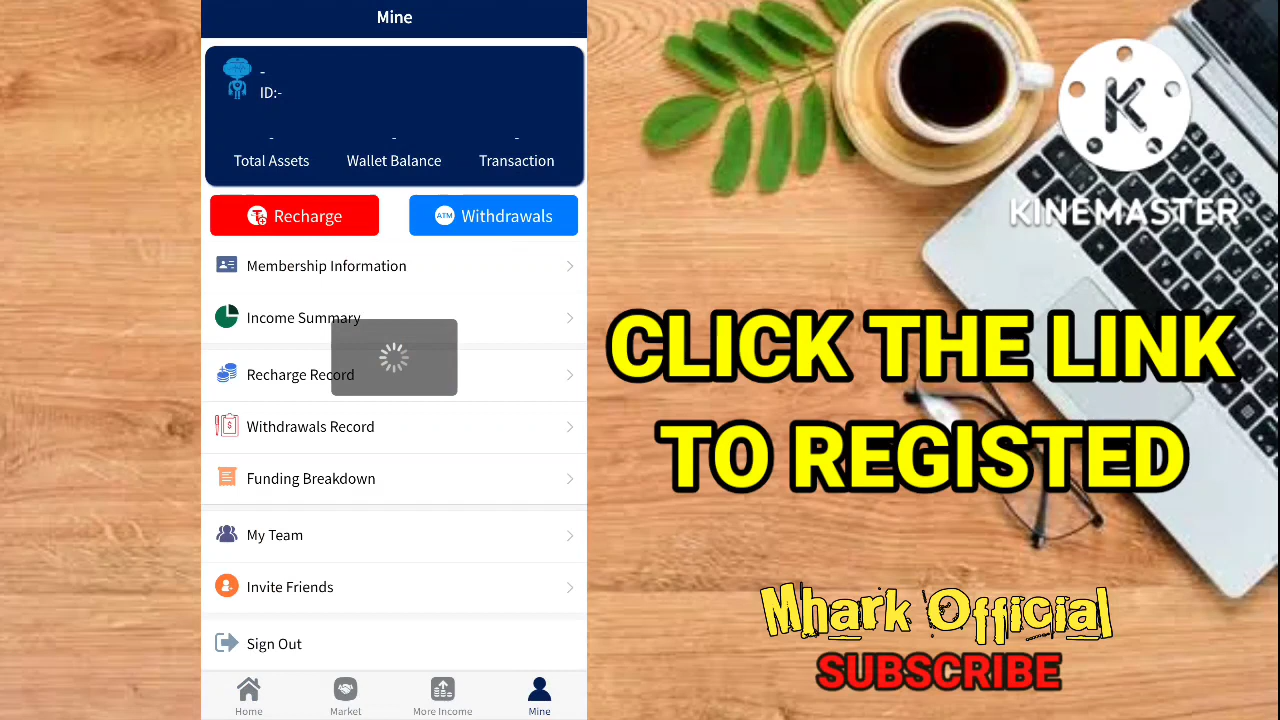 Mine
-
ID:-
- - -
Total Assets Wallet Balance Transaction
Recharge Withdrawals
ATM
Membership Information
Income Summary
Recharge Record
Withdrawals Record
Funding Breakdown
My Team
Invite Friends
Sign Out
Home Market More Income Mine
K
KINEMASTER
CLICK THE LINK
TO REGISTED
Mhark Official
SUBSCRIBE